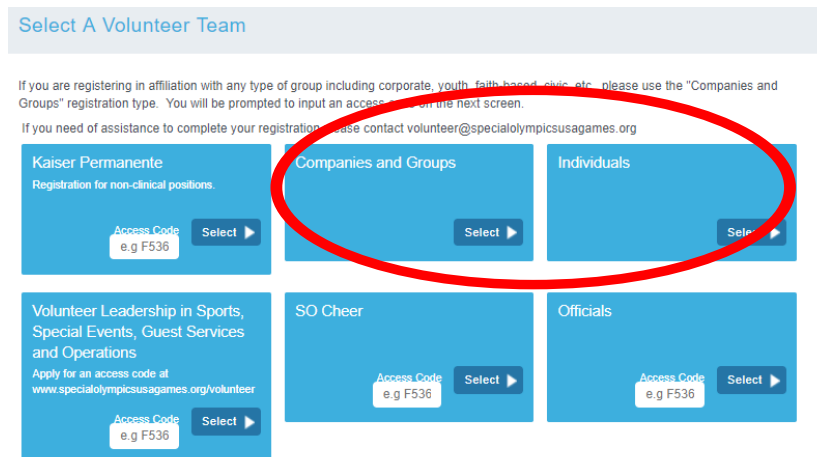 Select A Volunteer Team
If you are registering in affiliation with any type of group including corporate, youth, faith-based, civic, etc., please use the "Companies and
Groups" registration type. You will be prompted to input an access code on the next screen.
If you need of assistance to complete your registration please contact volunteer@specialolympicsusagames.org
Kaiser Permanente
Registration for non-clinical positions.
Access Code
Select
e.g F536
Companies and Groups
Select
Individuals
Select
Volunteer Leadership in Sports,
Special Events, Guest Services
and Operations
Apply for an access code at
www.specialolympicsusagames.org/volunteer
Access Code
Select
e.g F536
SO Cheer
Access Code
Select
e.g F536
Officials
Access Code
Select
e.g F536